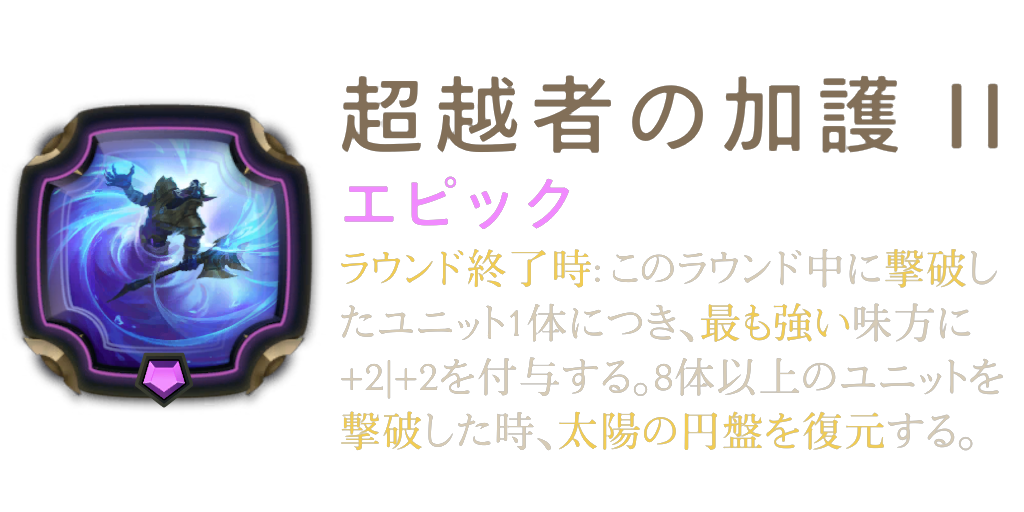 超越者の加護 II
エピック
ラウンド終了時: このラウンド中に撃破し
たユニット1体につき、最も強い味方に
+2|+2を付与する。8体以上のユニットを
撃破した時、太陽の円盤を復元する。